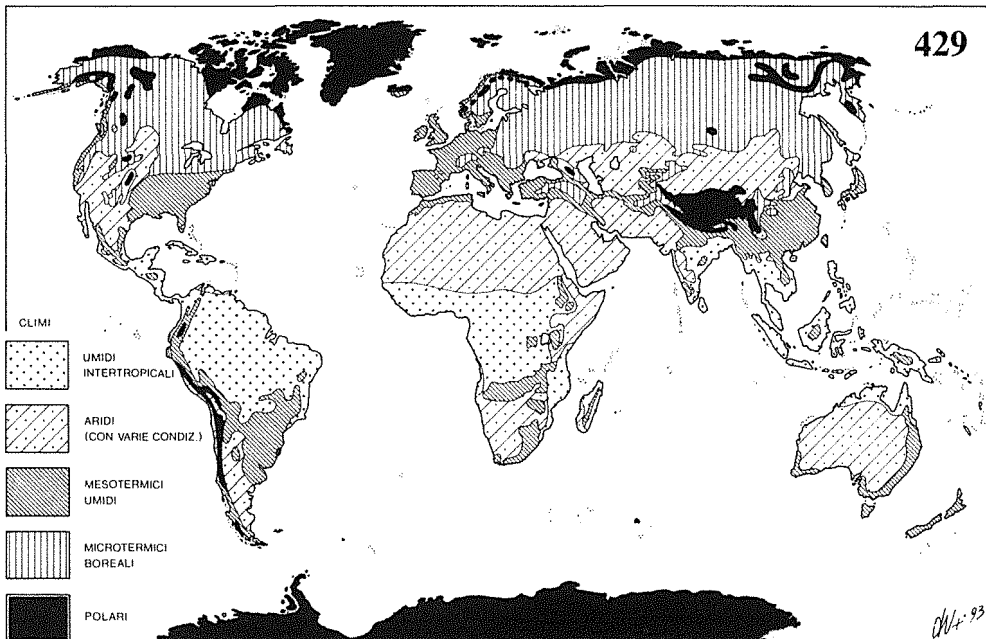 429
CLIMI
UMIDI
INTERTROPICALI
ARIDI
(CON VARIE CONDIZ.)
MESOTERMICI
UMIDI
MICROTERMICI
BOREALI
POLARI